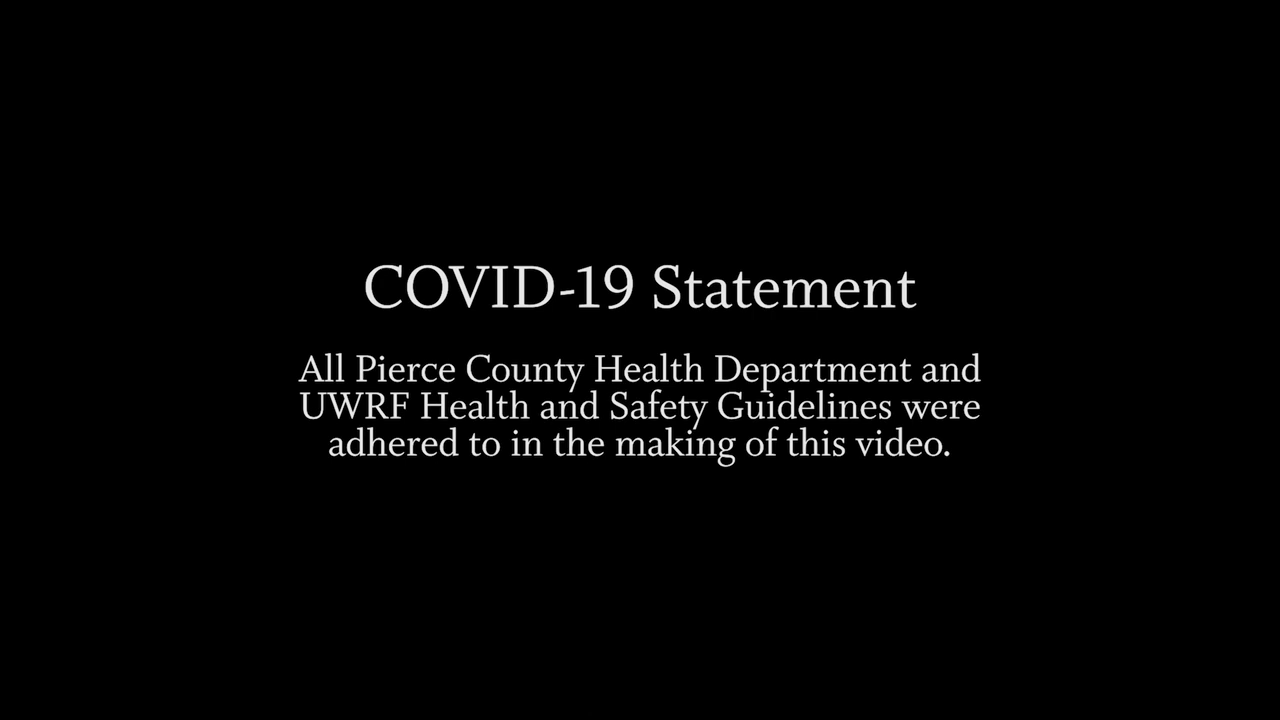 COVID-19 Statement
All Pierce County Health Department and
UWRF Health and Safety Guidelines were
adhered to in the making of this video.